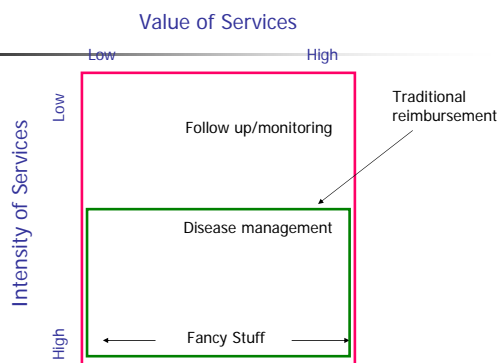 Value of Services
Low
High
Low
Traditional
reimbursement
Follow up/monitoring
Intensity of Services
Disease management
High
Fancy Stuff